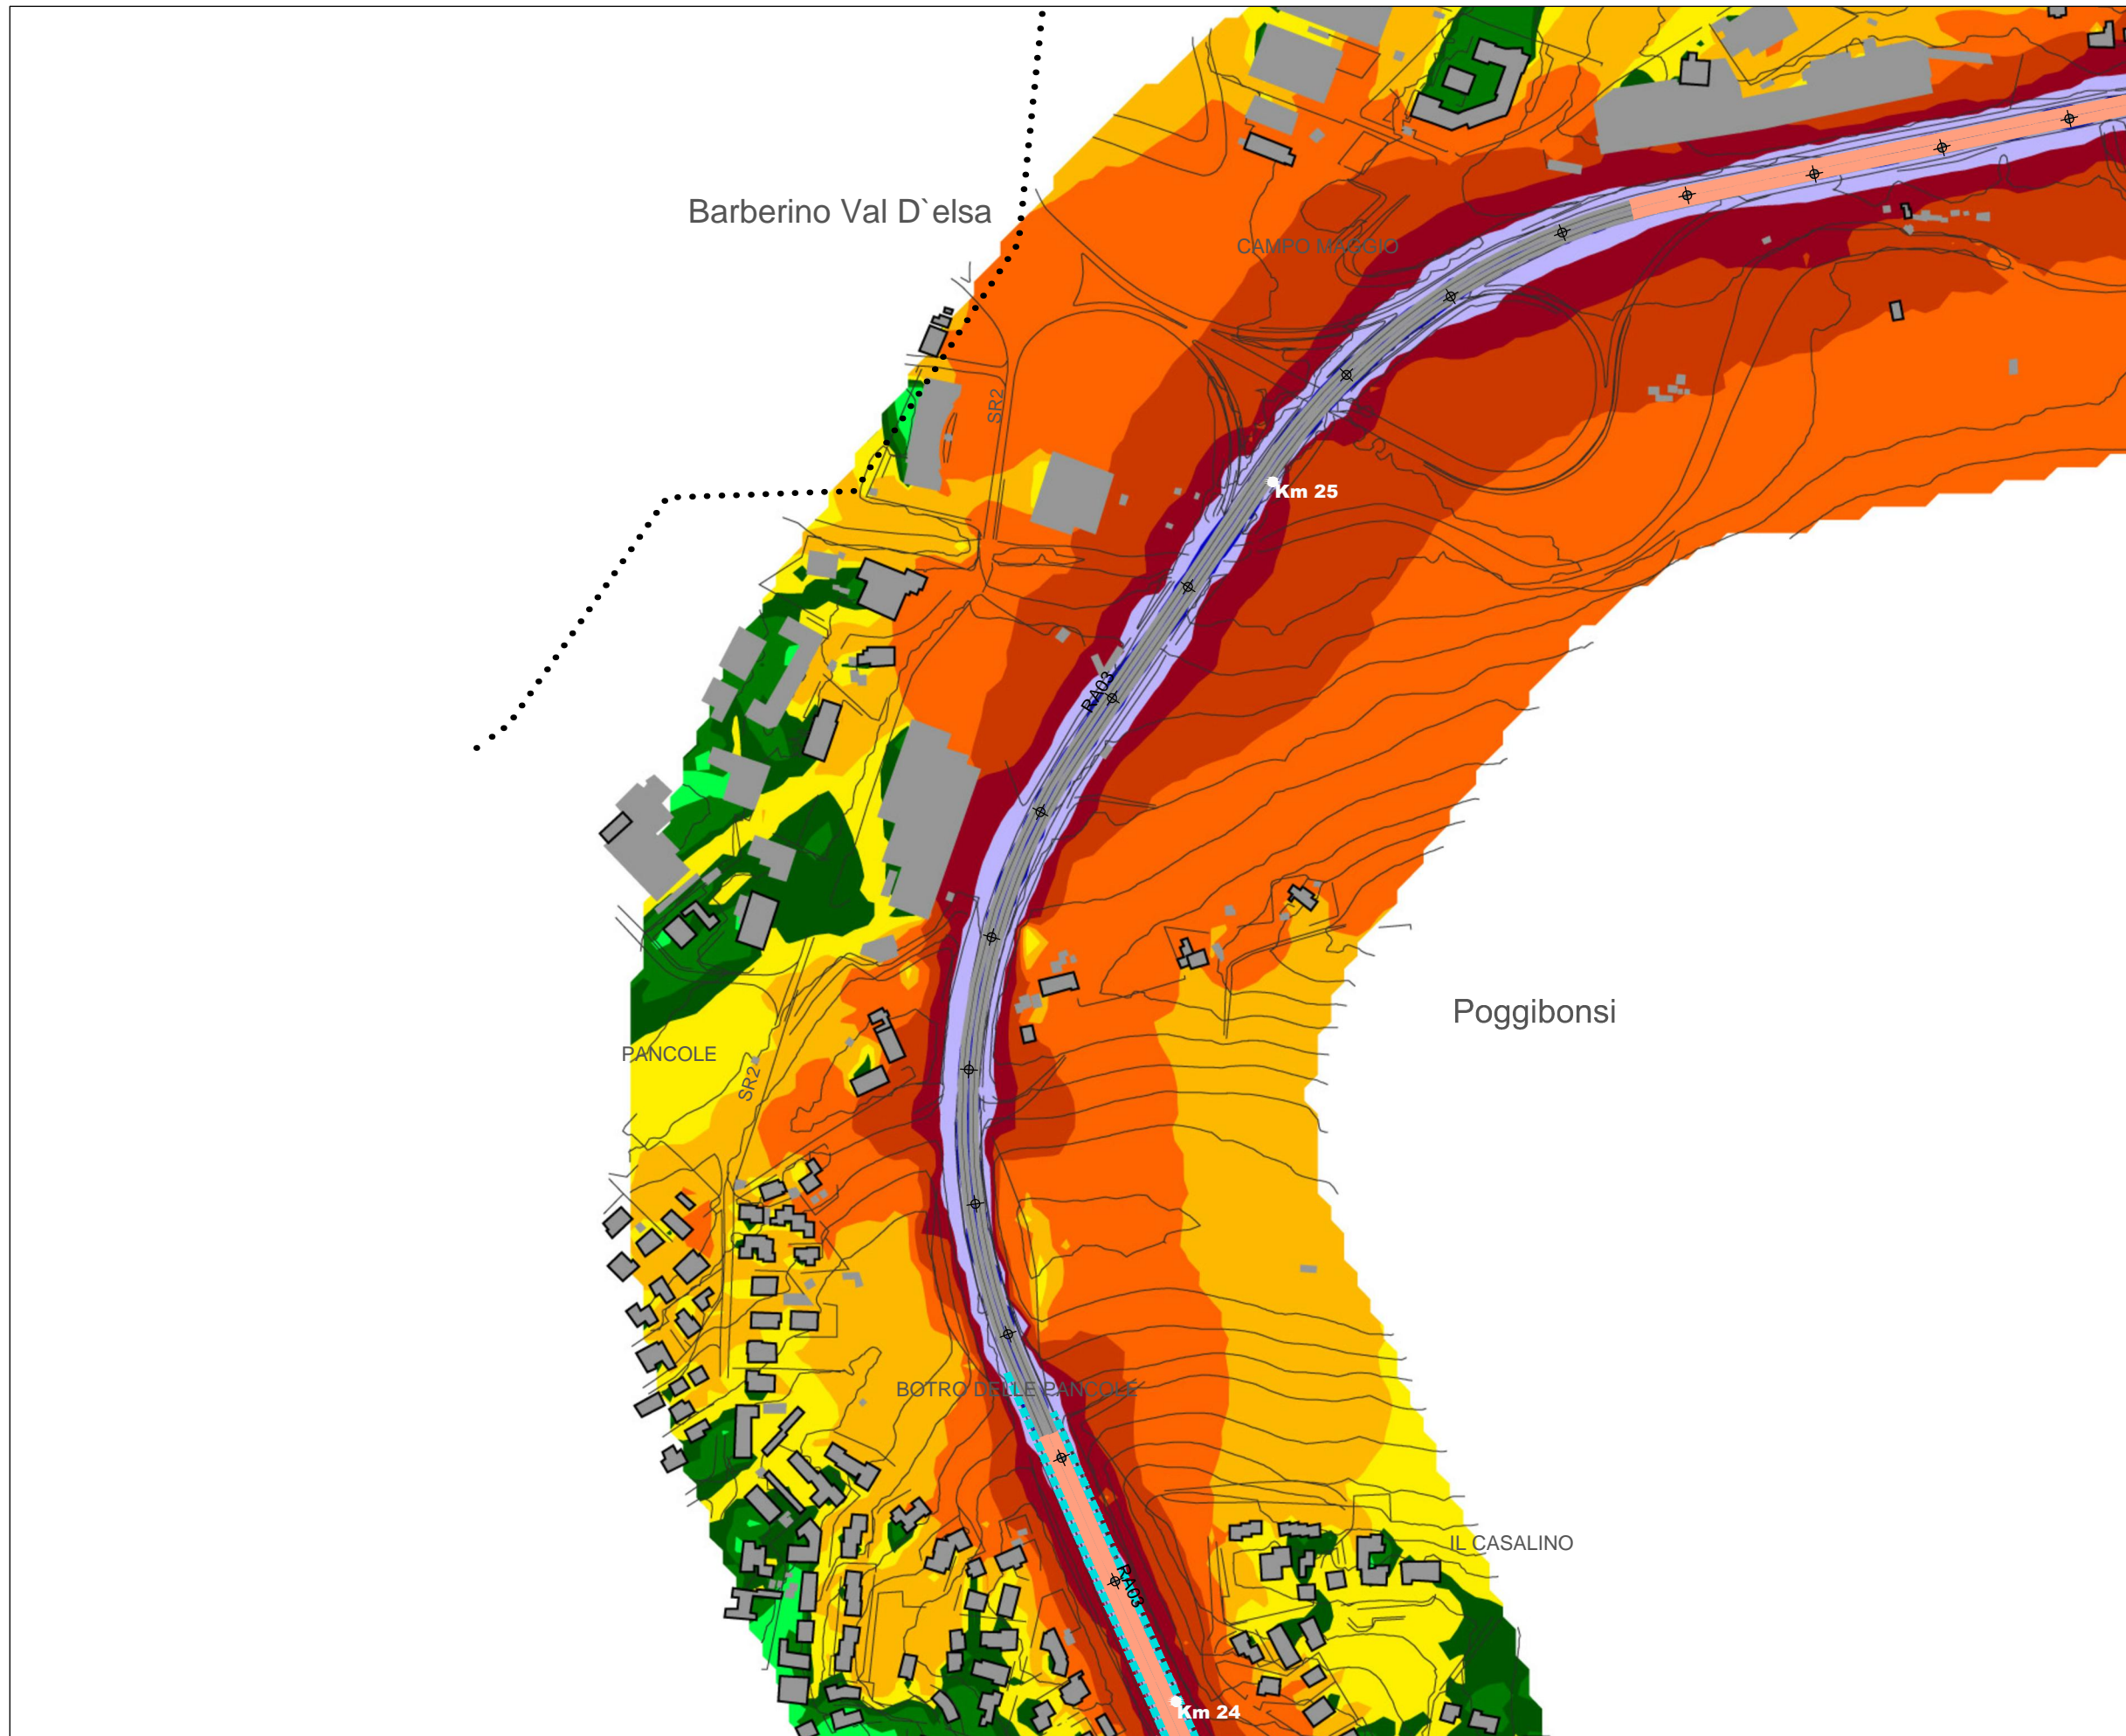 Barberino Val D`elsa
CAMPO MAGGIO
SR2
Km 25
RA03
Poggibonsi
PANCOLE
SR2
BOTRO DELLE PANCOLE
IL CASALINO
RA03
Km 24